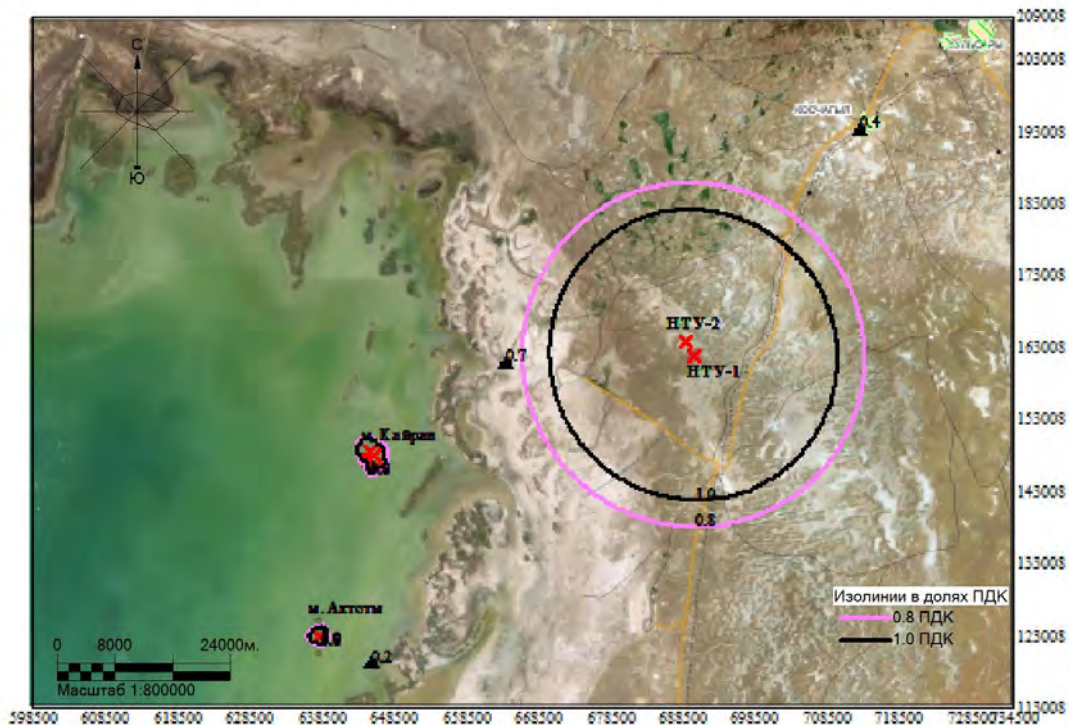 209008
С
203008
КОСЧАГЫЛ
0.4
193008
Ю
183008
173008
НТУ-2
0.7
163008
НТУ-1
153008
м. Кайран
1.0
143008
0.8
133008
Изолинии в долях ПДК
0.8 ПДК
м. Актоты
1.0 ПДК
0 8000 24000м.
0.2
123008
Масштаб 1:800000
113008
598500 608500 618500 628500 638500 648500 658500 668500 678500 688500 698500 708500 718500